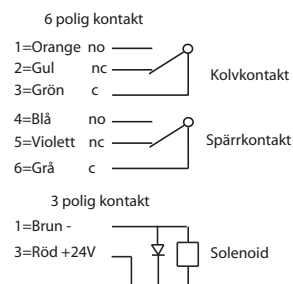 6 polig kontakt
1=Orange no
2=Gul nc
3=Grön c
Kolvkontakt
4=Blå no
5=Violett nc
6=Grå c
Spärrkontakt
3 polig kontakt
1=Brun -
3=Röd +24V
Solenoid